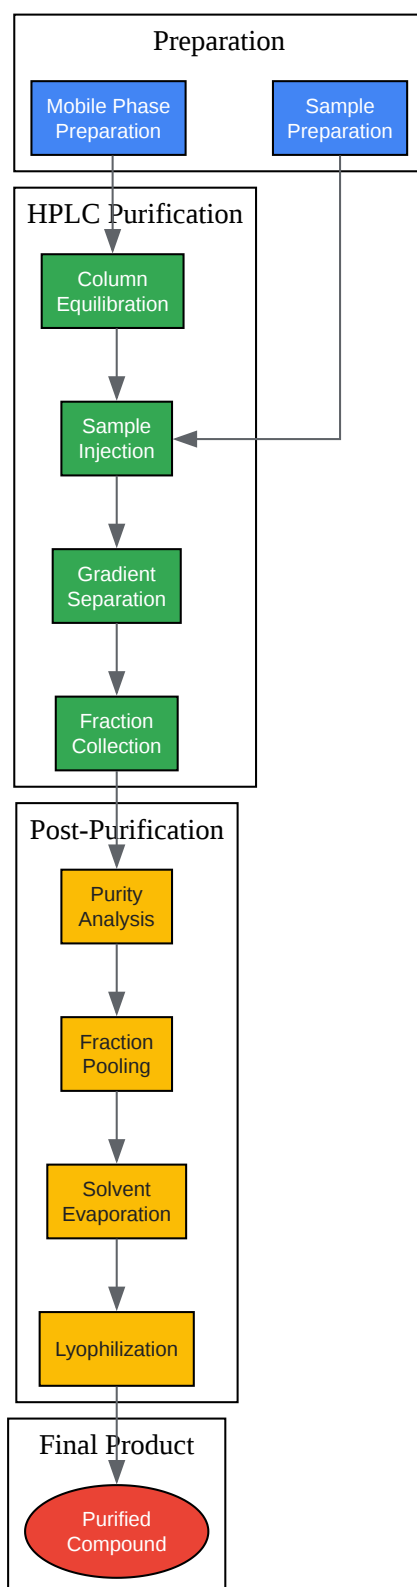 Preparation
Mobile Phase
Preparation
Sample
Preparation
HPLC Purification
Column
Equilibration
Sample
Injection
Gradient
Separation
Fraction
Collection
Post-Purification
Purity
Analysis
Fraction
Pooling
Solvent
Evaporation
Lyophilization
Final Product
Purified
Compound